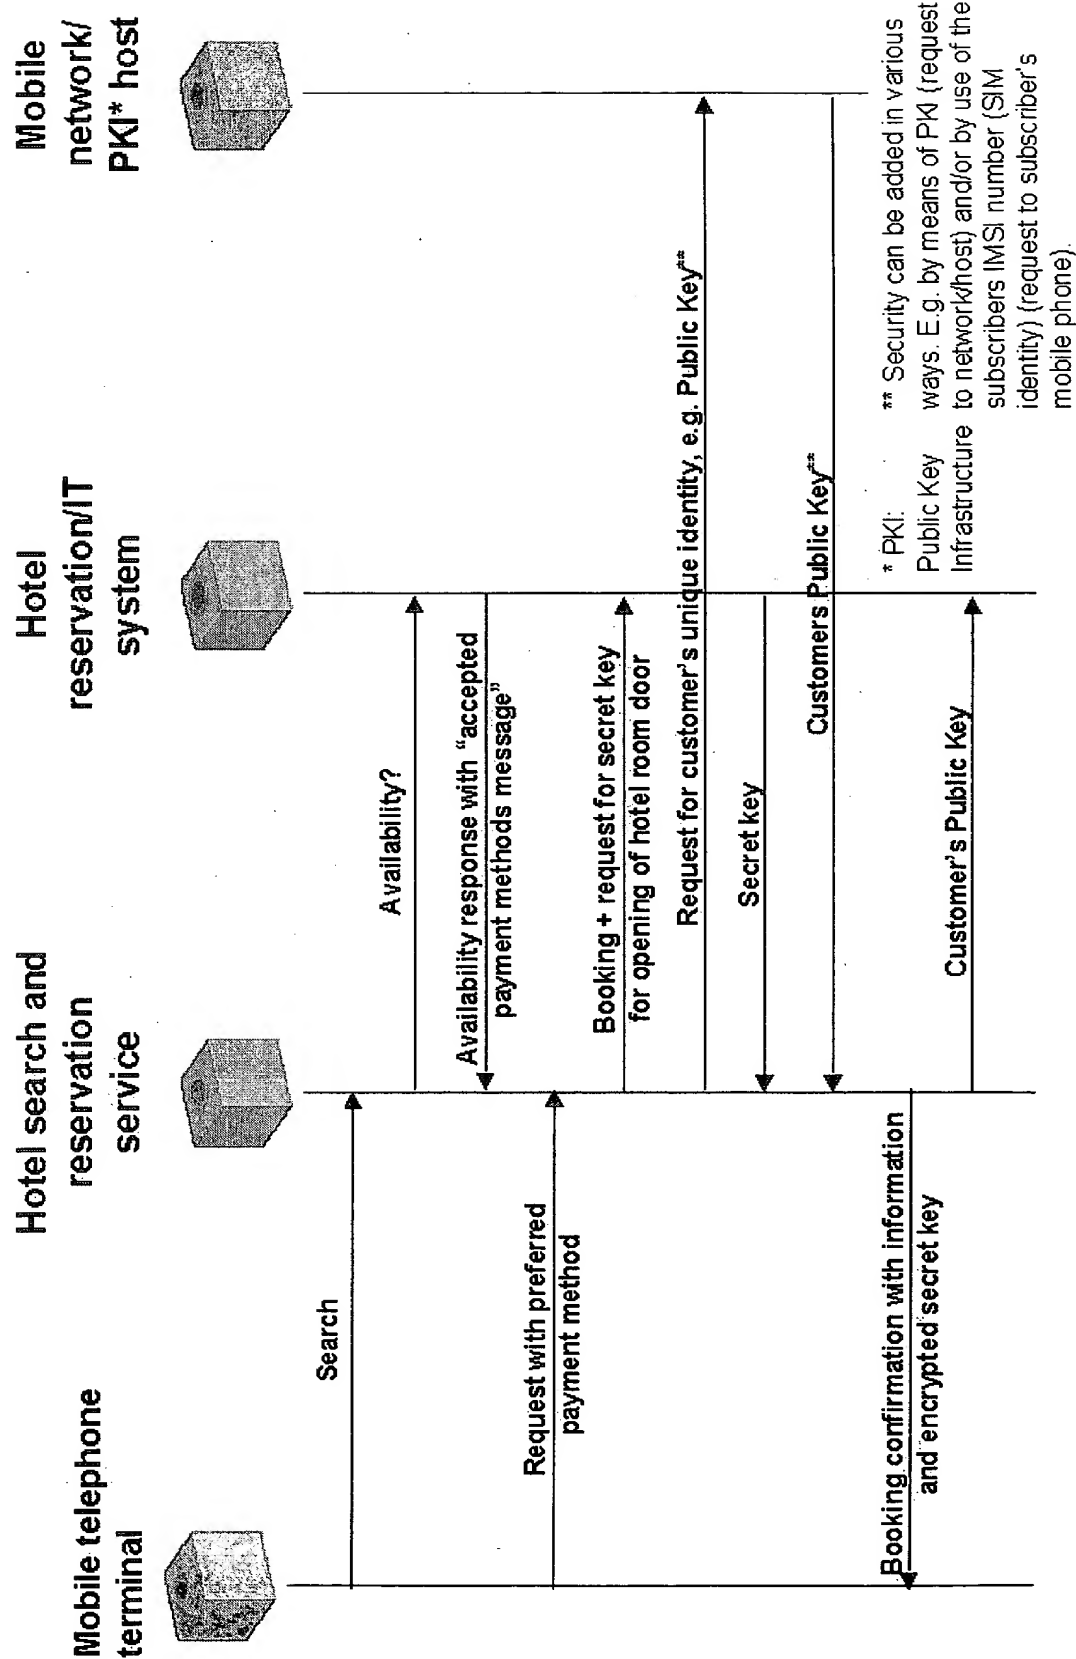 Mobile telephone
terminal
Hotel search and
reservation
service
Hotel
reservation/IT
system
Mobile
network/
PKI* host
Search
Availability?
Availability response with “accepted
payment methods message”
Request with preferred
payment method
Booking + request for secret key
for opening of hotel room door
Request for customer's unique identity, e.g. Public Key**
Secret key
Customers Public Key**
Booking confirmation with information
and encrypted secret key
Customer's Public Key
* PKI:
Public Key
Infrastructure
** Security can be added in various
ways. E.g. by means of PKI (request
to network/host) and/or by use of the
subscribers IMSI number (SIM
identity) (request to subscriber's
mobile phone).